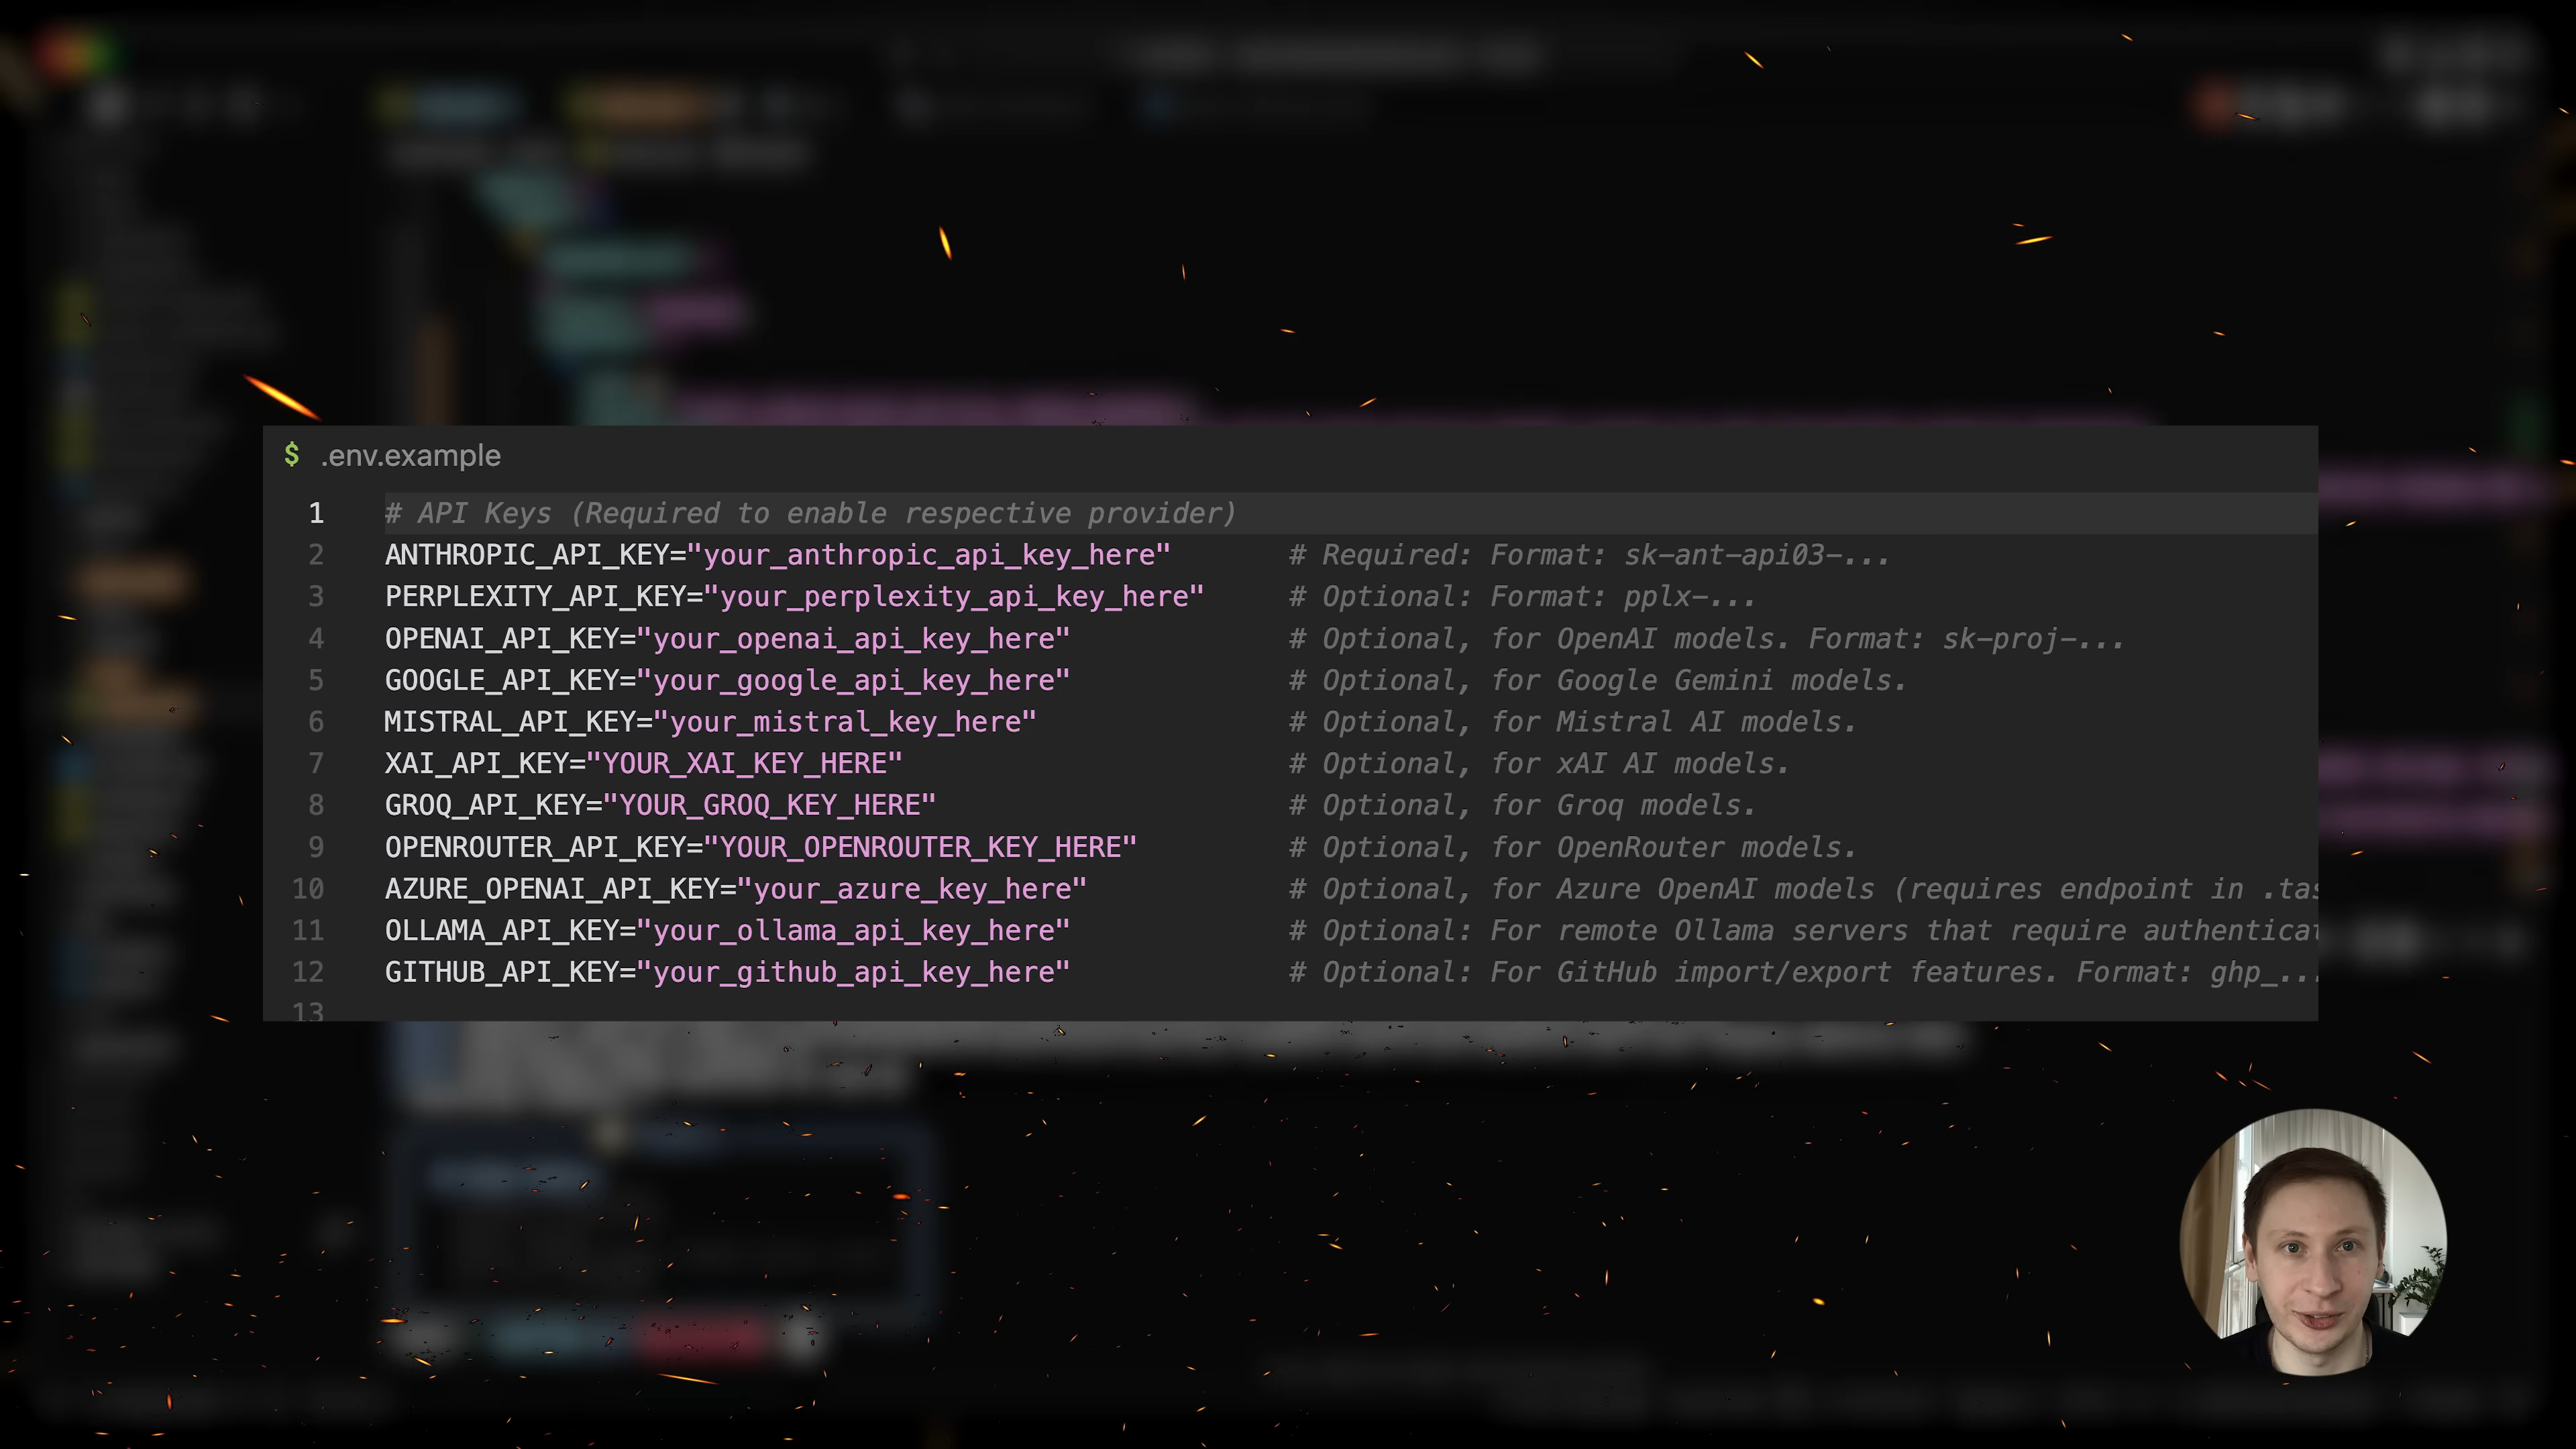 $ .env.example
1 # API Keys (Required to enable respective provider)
2 ANTHROPIC_API_KEY="your_anthropic_api_key_here" # Required: Format: sk-ant-api03-...
3 PERPLEXITY_API_KEY="your_perplexity_api_key_here" # Optional: Format: pplx-...
4 OPENAI_API_KEY="your_openai_api_key_here" # Optional, for OpenAI models. Format: sk-proj-...
5 GOOGLE_API_KEY="your_google_api_key_here" # Optional, for Google Gemini models.
6 MISTRAL_API_KEY="your_mistral_key_here" # Optional, for Mistral AI models.
7 XAI_API_KEY="YOUR_XAI_KEY_HERE" # Optional, for xAI AI models.
8 GROQ_API_KEY="YOUR_GROQ_KEY_HERE" # Optional, for Groq models.
9 OPENROUTER_API_KEY="YOUR_OPENROUTER_KEY_HERE" # Optional, for OpenRouter models.
10 AZURE_OPENAI_API_KEY="your_azure_key_here" # Optional, for Azure OpenAI models (requires endpoint in .tas
11 OLLAMA_API_KEY="your_ollama_api_key_here" # Optional: For remote Ollama servers that require authenticat
12 GITHUB_API_KEY="your_github_api_key_here" # Optional: For GitHub import/export features. Format: ghp_...
13